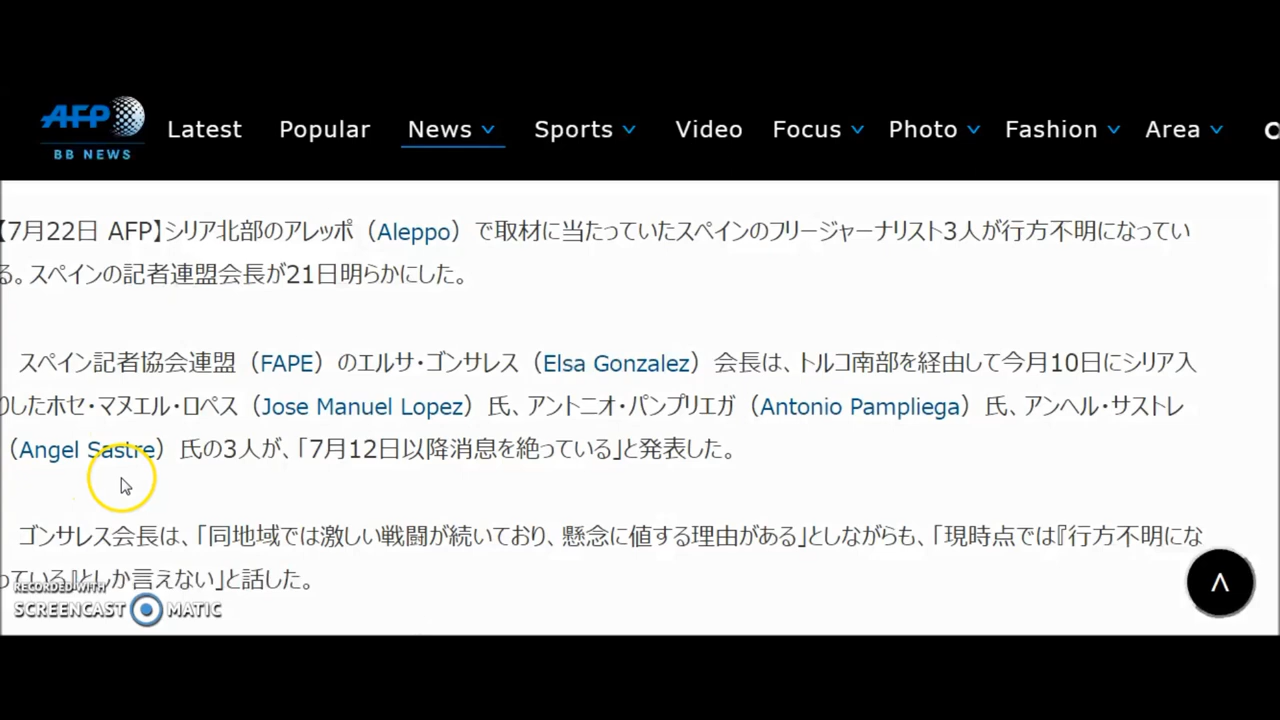 AFP
BB NEWS
Latest Popular News Sports Video Focus Photo Fashion Area
【7月22日 AFP】シリア北部のアレッポ（Aleppo）で取材に当たっていたスペインのフリージャーナリスト3人が行方不明になってい
る。スペインの記者連盟会長が21日明らかにした。
スペイン記者協会連盟（FAPE）のエルサ・ゴンサレス（Elsa Gonzalez）会長は、トルコ南部を経由して今月10日にシリア入
りしたホセ・マヌエル・ロペス（Jose Manuel Lopez）氏、アントニオ・パンプリエガ（Antonio Pampliega）氏、アンヘル・サストレ
（Angel Sastre）氏の3人が、「7月12日以降消息を絶っている」と発表した。
ゴンサレス会長は、「同地域では激しい戦闘が続いており、懸念に値する理由がある」としながらも、「現時点では『行方不明にな
っている』としか言えない」と話した。
RECORDED WITH
SCREENCAST MATIC